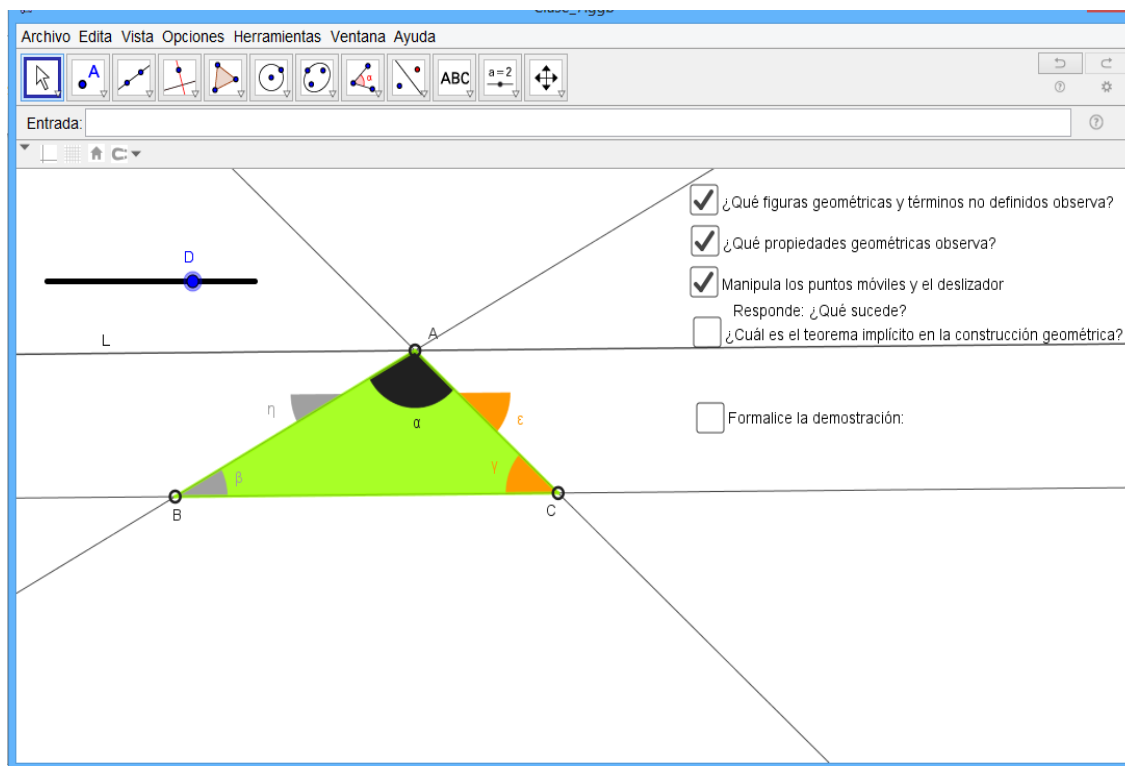 Archivo Edita Vista Opciones Herramientas Ventana Ayuda
A
α
ABC
a=2
Entrada:
¿Qué figuras geométricas y términos no definidos observa?
¿Qué propiedades geométricas observa?
D
Manipula los puntos móviles y el deslizador
Responde: ¿Qué sucede?
L
A
¿Cuál es el teorema implícito en la construcción geométrica?
η
α
ε
Formalice la demostración:
β
γ
B
C